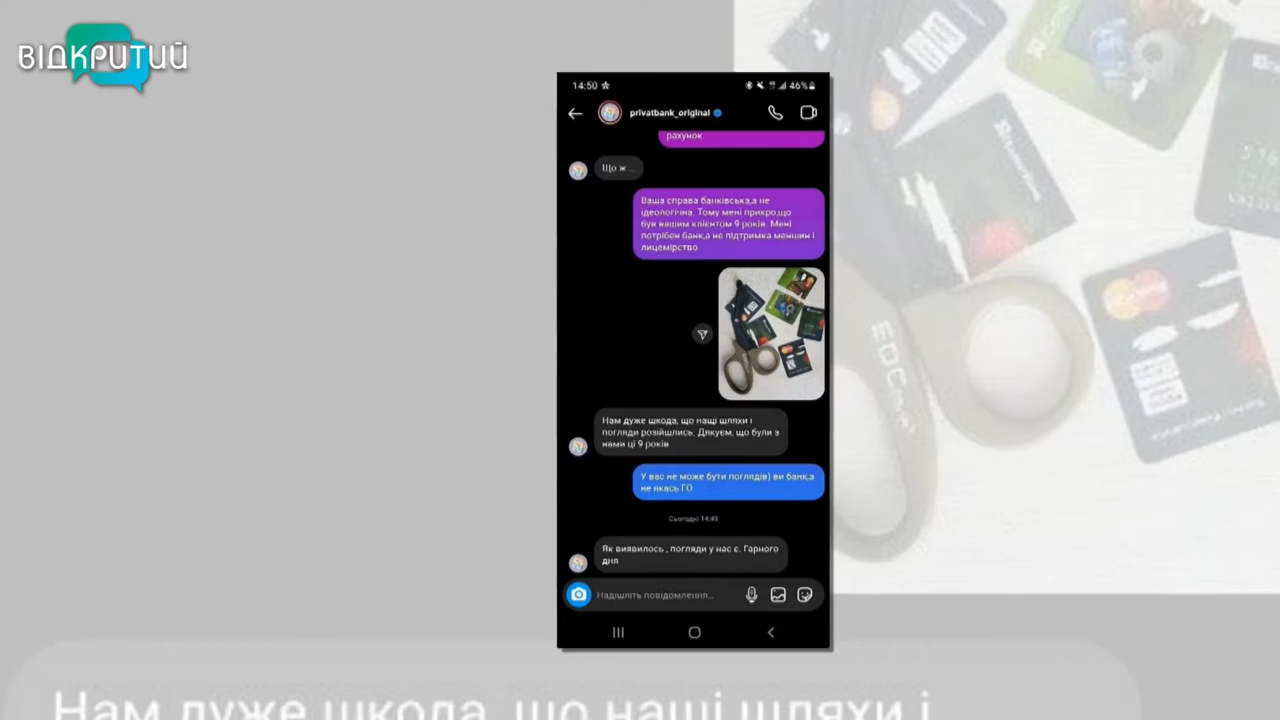 ВІДКРИТИЙ
14:50
46%
privatbank_original
рахунок
Що ж ...
Ваша справа банківська,а не
ідеологічна. Тому мені прикро,що
був вашим клієнтом 9 років. Мені
потрібен банк,а не підтримка меншин і
лицемірство
Нам дуже шкода, що наші шляхи і
погляди розійшлись. Дякуєм, що були з
нами ці 9 років
У вас не може бути поглядів) ви банк,а
не якась ГО
Сьогодні 14:49
Як виявилось , погляди у нас є. Гарного
дня
Надішліть повідомлення...
Нам дуже шкода, що наші шляхи і